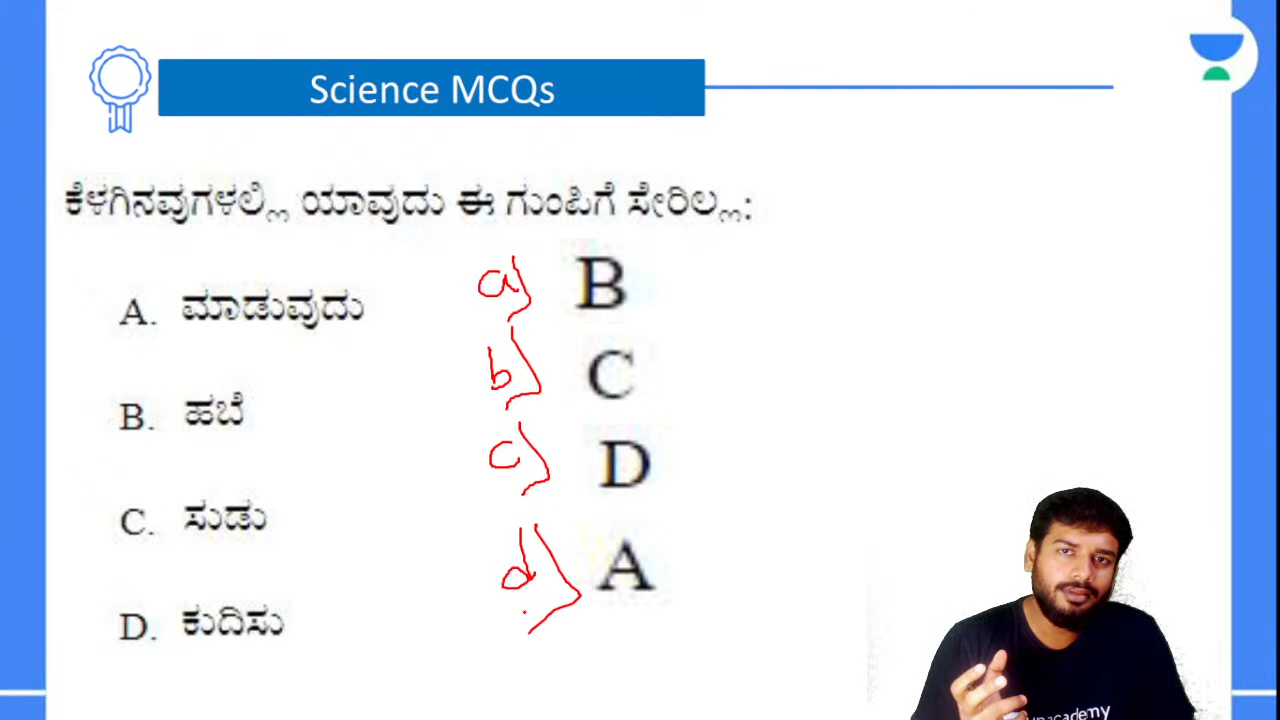 Science MCQs
ಕೆಳಗಿನವುಗಳಲ್ಲಿ ಯಾವುದು ಈ ಗುಂಪಿಗೆ ಸೇರಿಲ್ಲ:
A. ಮಾಡುವುದು
B. ಹಬೆ
C. ಸುಡು
D. ಕುದಿಸು
a) B
b) C
c) D
d) A